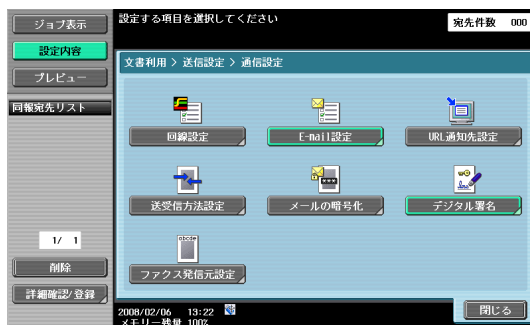 ジョブ表示
設定する項目を選択してください
宛先件数 000
設定内容
文書利用 > 送信設定 > 通信設定
プレビュー
同報宛先リスト
回線設定
E-mail設定
URL通知先設定
送受信方法設定
メールの暗号化
デジタル署名
1/ 1
abcde
削除
ファクス発信元設定
詳細確認/登録
2008/02/06 13:22
メモリー残量 100%
閉じる